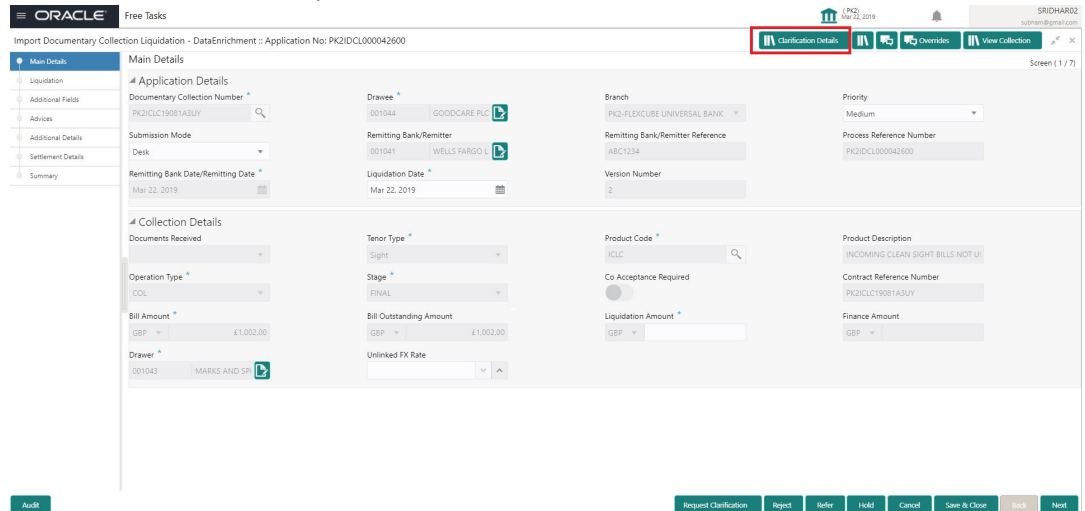 ORACLE
Free Tasks
(PK2)
Mar 22, 2019
SRIDHAR02
subham@gmail.com
Import Documentary Collection Liquidation - DataEnrichment :: Application No: PK2IDCL000042600
Clarification Details
Overrides
View Collection
Main Details
Liquidation
Additional Fields
Advices
Additional Details
Settlement Details
Summary
Main Details
Screen ( 1 / 7)
Application Details
Documentary Collection Number *
Drawee *
Branch
Priority
PK2ICLC19081A3UY
001044 GOODCARE PLC
PK2-FLEXCUBE UNIVERSAL BANK
Medium
Submission Mode
Remitting Bank/Remitter
Remitting Bank/Remitter Reference
Process Reference Number
Desk
001041 WELLS FARGO L
ABC1234
PK2IDCL000042600
Remitting Bank Date/Remitting Date *
Liquidation Date *
Version Number
Mar 22, 2019
Mar 22, 2019
2
Collection Details
Documents Received
Tenor Type *
Product Code *
Product Description
Sight
ICLC
INCOMING CLEAN SIGHT BILLS NOT U
Operation Type *
Stage *
Co Acceptance Required
Contract Reference Number
COL
FINAL
PK2ICLC19081A3UY
Bill Amount *
Bill Outstanding Amount
Liquidation Amount *
Finance Amount
GBP £1,002.00
GBP £1,002.00
GBP
GBP
Drawer *
Unlinked FX Rate
001043 MARKS AND SPI
Audit
Request Clarification
Reject
Refer
Hold
Cancel
Save & Close
Back
Next